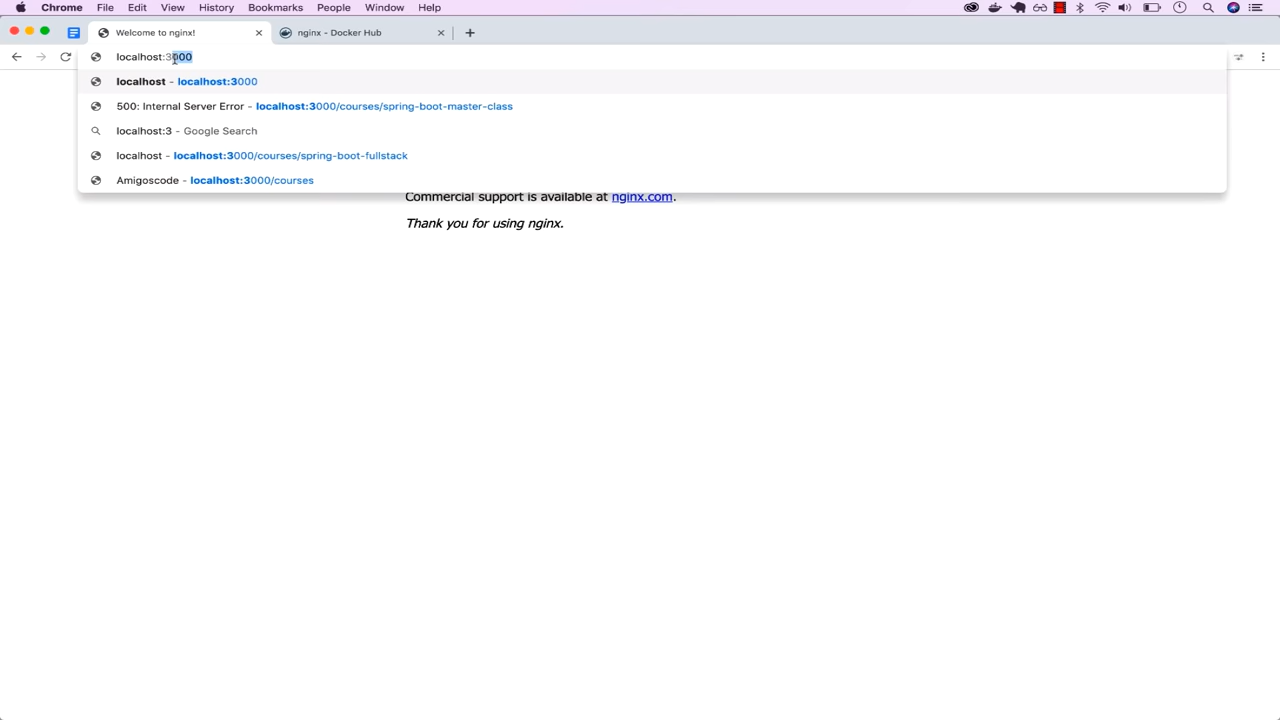 Chrome File Edit View History Bookmarks People Window Help
Welcome to nginx!
nginx - Docker Hub
localhost:3000
localhost - localhost:3000
500: Internal Server Error - localhost:3000/courses/spring-boot-master-class
localhost:3 - Google Search
localhost - localhost:3000/courses/spring-boot-fullstack
Amigoscode - localhost:3000/courses
Commercial support is available at nginx.com.
Thank you for using nginx.